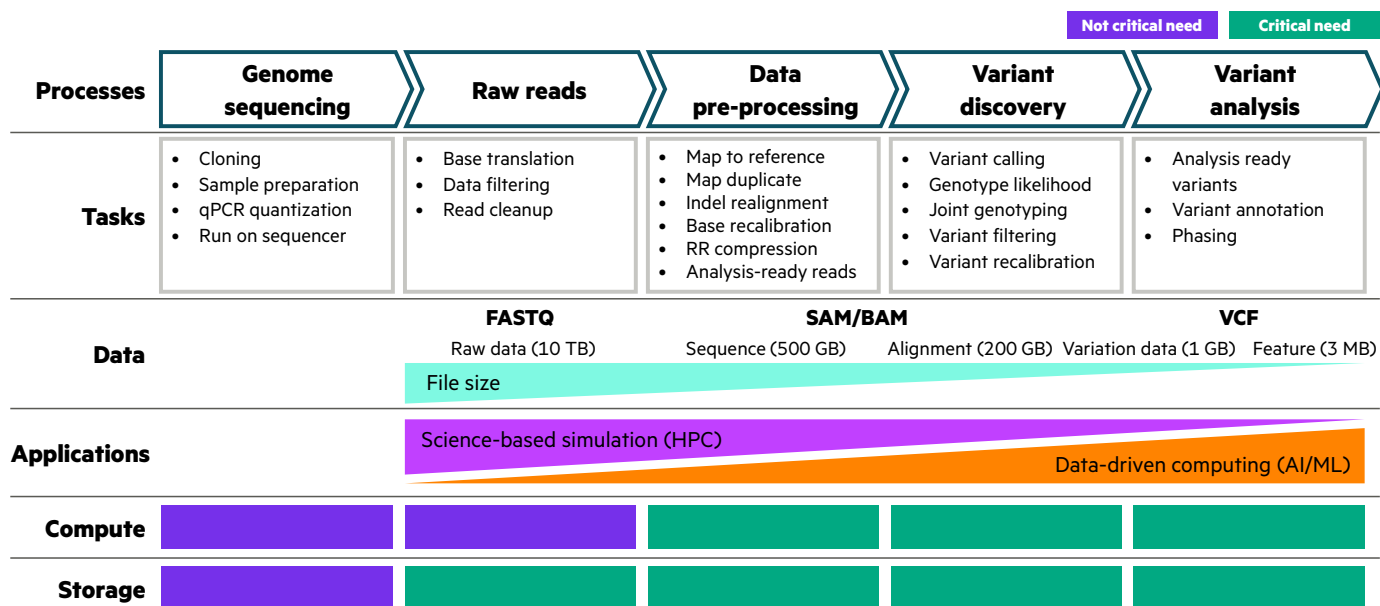 Not critical need
Critical need
Processes
Genome
sequencing
Raw reads
Data
pre-processing
Variant
discovery
Variant
analysis
Tasks
• Cloning
• Sample preparation
• qPCR quantization
• Run on sequencer
• Base translation
• Data filtering
• Read cleanup
• Map to reference
• Map duplicate
• Indel realignment
• Base recalibration
• RR compression
• Analysis-ready reads
• Variant calling
• Genotype likelihood
• Joint genotyping
• Variant filtering
• Variant recalibration
• Analysis ready
variants
• Variant annotation
• Phasing
Data
FASTQ
SAM/BAM
VCF
Raw data (10 TB)
Sequence (500 GB)
Alignment (200 GB)
Variation data (1 GB)
Feature (3 MB)
File size
Applications
Science-based simulation (HPC)
Data-driven computing (AI/ML)
Compute
Storage